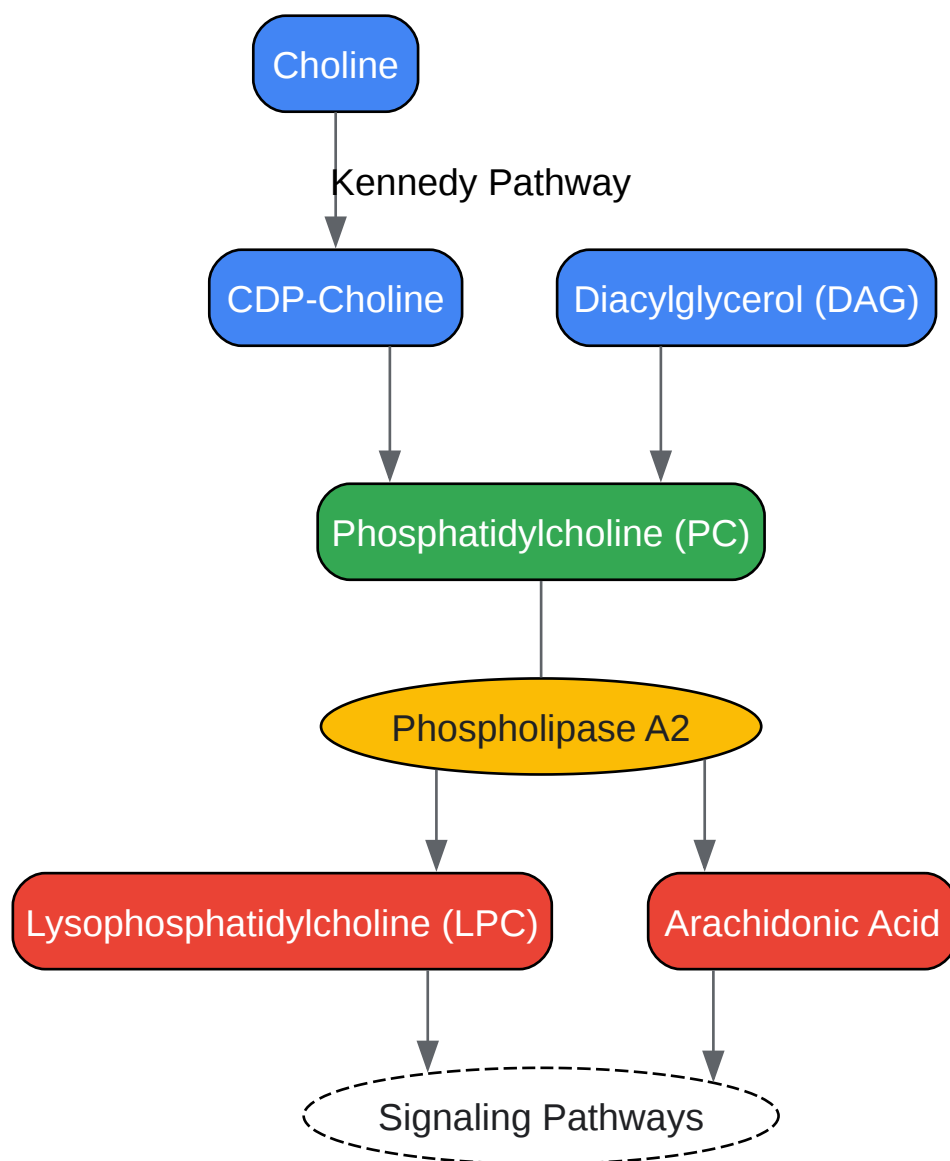 Choline
Kennedy Pathway
CDP-Choline
Diacylglycerol (DAG)
Phosphatidylcholine (PC)
Phospholipase A2
Lysophosphatidylcholine (LPC)
Arachidonic Acid
Signaling Pathways